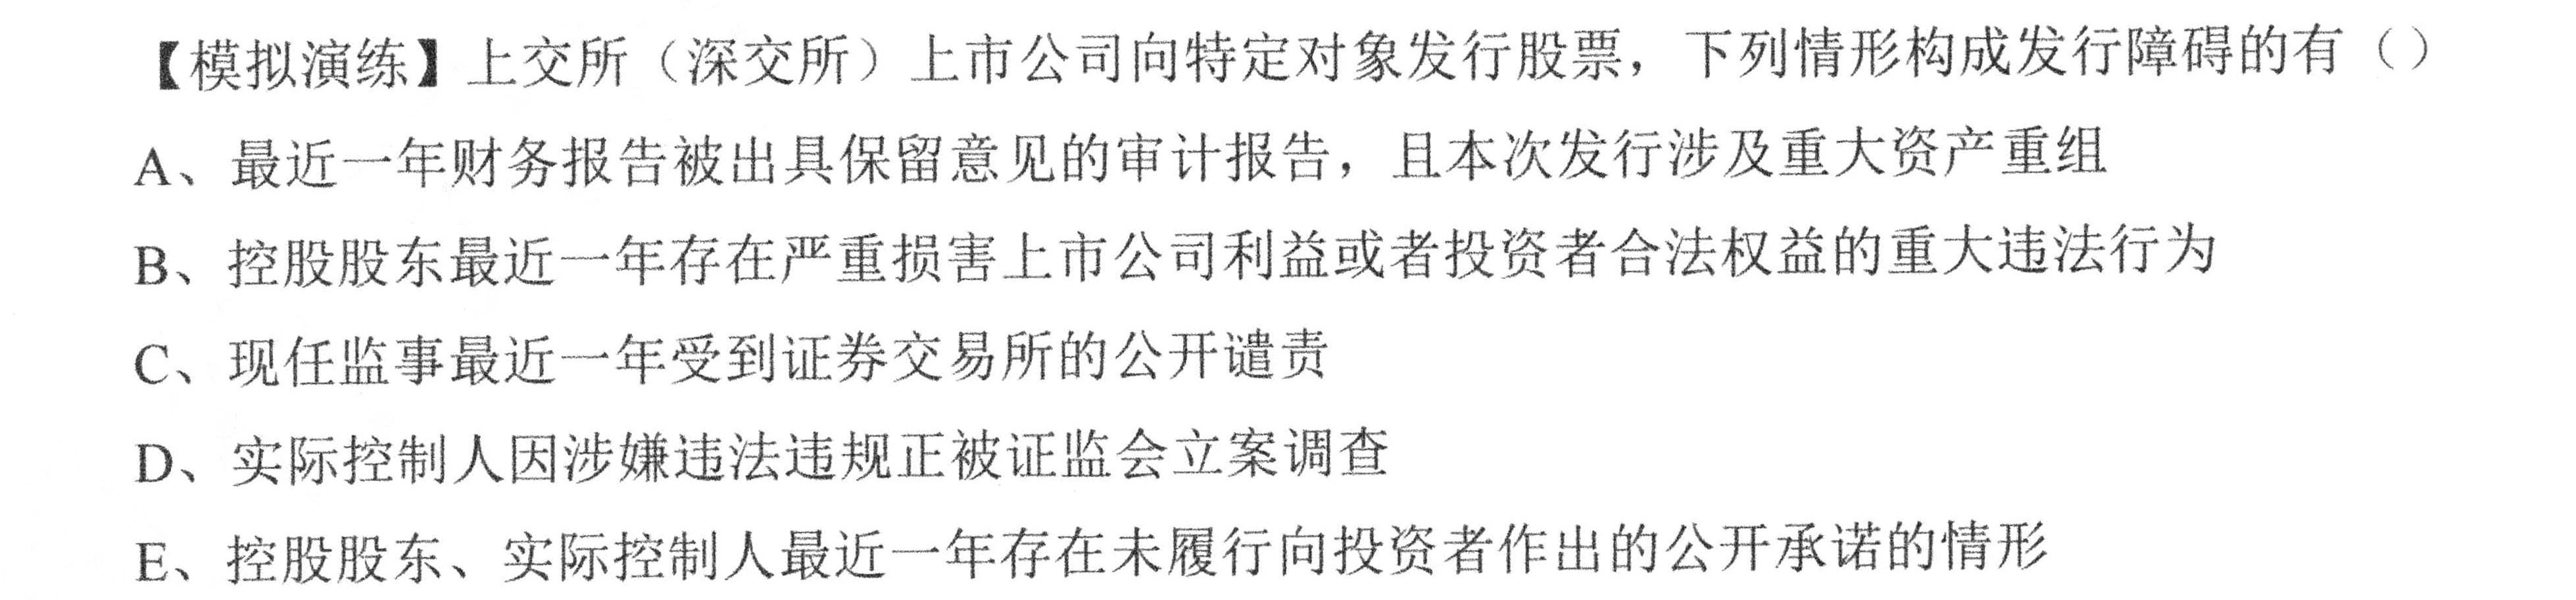 【模拟演练】上交所（深交所）上市公司向特定对象发行股票，下列情形构成发行障碍的有（）
A、最近一年财务报告被出具保留意见的审计报告，且本次发行涉及重大资产重组
B、控股股东最近一年存在严重损害上市公司利益或者投资者合法权益的重大违法行为
C、现任监事最近一年受到证券交易所的公开谴责
D、实际控制人因涉嫌违法违规正被证监会立案调查
E、控股股东、实际控制人最近一年存在未履行向投资者作出的公开承诺的情形